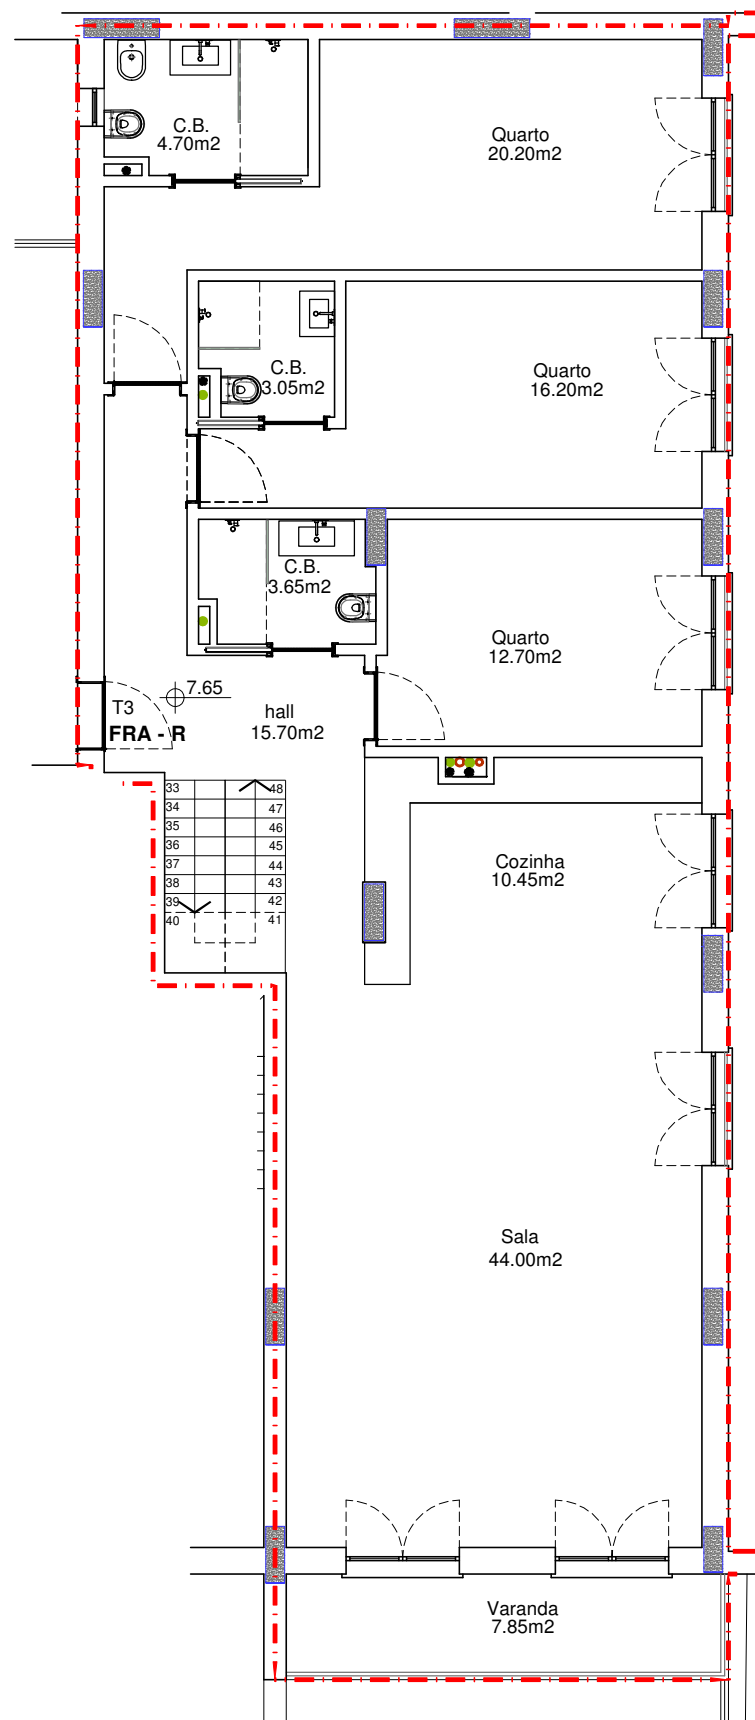 C.B.
4.70m2
Quarto
20.20m2
C.B.
3.05m2
Quarto
16.20m2
C.B.
3.65m2
Quarto
12.70m2
7.65
T3
FRA - R
hall
15.70m2
33 48
34 47
35 46
36 45
37 44
38 43
39 42
40 41
Cozinha
10.45m2
Sala
44.00m2
Varanda
7.85m2